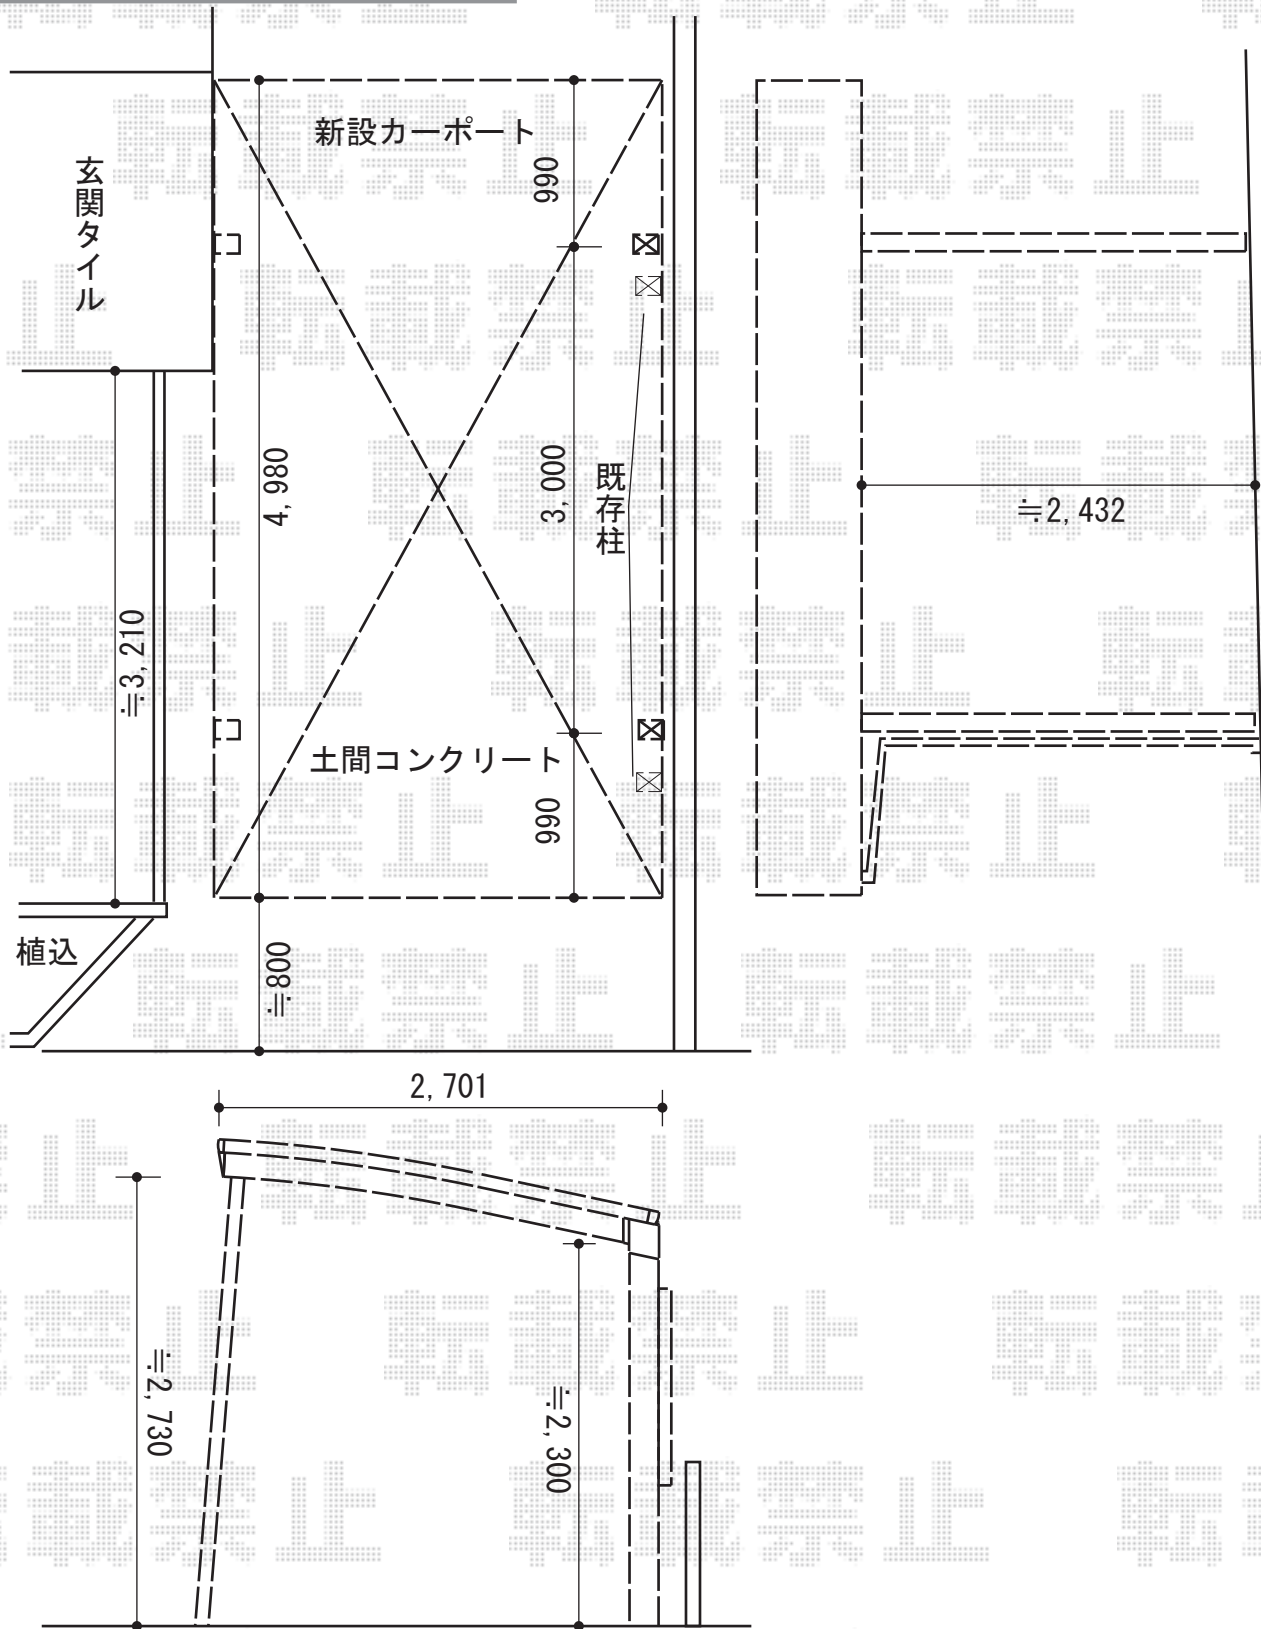 新設カーポート
990
玄関タイル
4,980
3,000
既存柱
≒2,432
≒3,210
土間コンクリート
990
植込
≒800
2,701
≒2,730
≒2,300
転載禁止